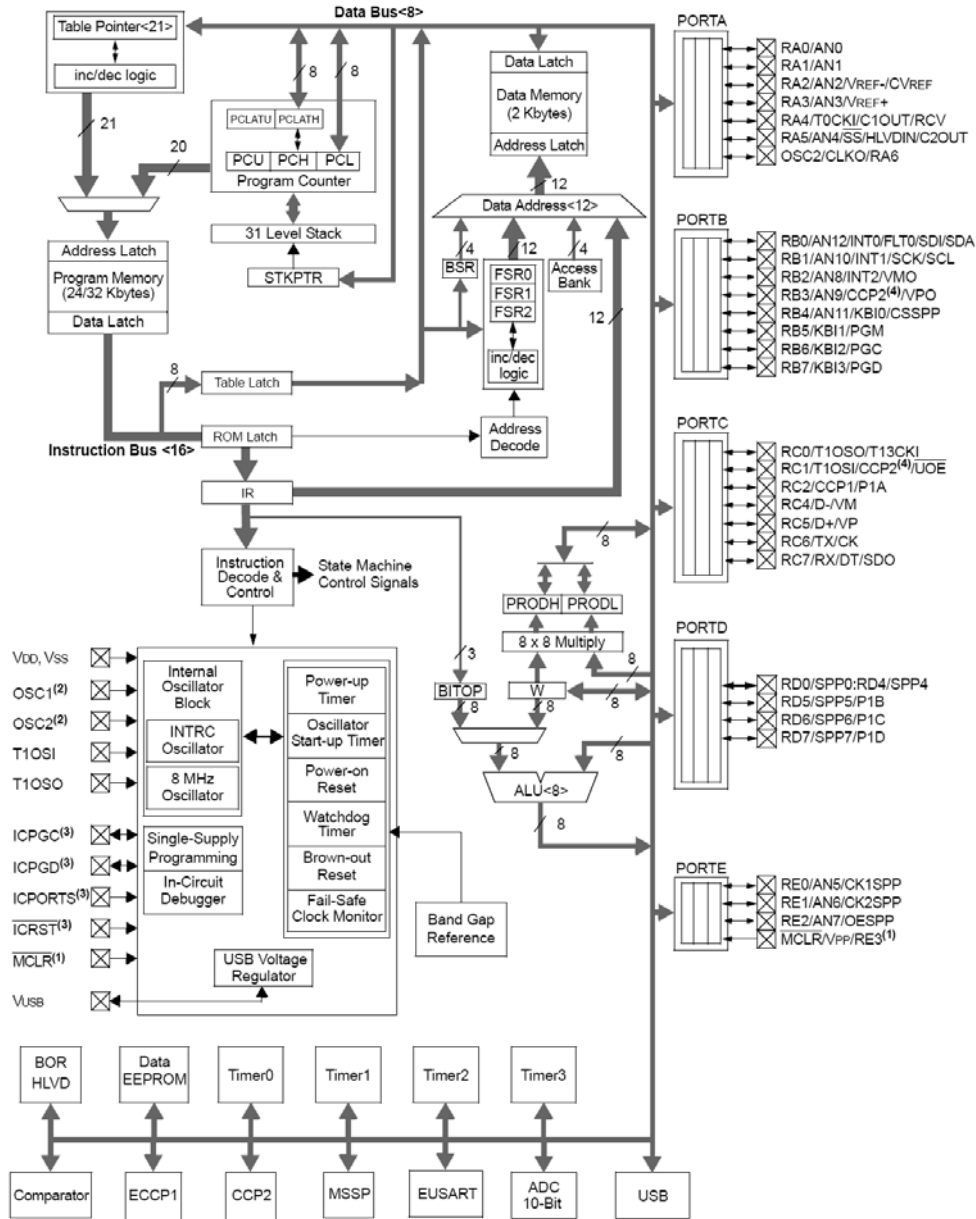 Data Bus<8>
Table Pointer<21>
inc/dec logic
21
20
8
8
PCLATU PCLATH
PCU PCH PCL
Program Counter
31 Level Stack
STKPTR
Data Latch
Data Memory
(2 Kbytes)
Address Latch
12
Data Address<12>
4
12
4
BSR
FSR0
FSR1
FSR2
Access
Bank
inc/dec
logic
12
Address
Decode
Address Latch
Program Memory
(24/32 Kbytes)
Data Latch
8
Table Latch
Instruction Bus <16>
ROM Latch
IR
Instruction
Decode &
Control
State Machine
Control Signals
8
PRODH PRODL
8 x 8 Multiply
3
8
BITOP
W
8
8
8
8
8
ALU<8>
8
VDD, VSS
OSC1(2)
OSC2(2)
T1OSI
T1OSO
ICPGC(3)
ICPGD(3)
ICPORTS(3)
ICRST(3)
MCLR(1)
VUSB
Internal
Oscillator
Block
INTRC
Oscillator
8 MHz
Oscillator
Single-Supply
Programming
In-Circuit
Debugger
Power-up
Timer
Oscillator
Start-up Timer
Power-on
Reset
Watchdog
Timer
Brown-out
Reset
Fail-Safe
Clock Monitor
USB Voltage
Regulator
Band Gap
Reference
PORTA
RA0/AN0
RA1/AN1
RA2/AN2/VREF-/CVREF
RA3/AN3/VREF+
RA4/T0CKI/C1OUT/RCV
RA5/AN4/SS/HLVDIN/C2OUT
OSC2/CLKO/RA6
PORTB
RB0/AN12/INT0/FLT0/SDI/SDA
RB1/AN10/INT1/SCK/SCL
RB2/AN8/INT2/VMO
RB3/AN9/CCP2(4)/VPO
RB4/AN11/KBI0/CSSPP
RB5/KBI1/PGM
RB6/KBI2/PGC
RB7/KBI3/PGD
PORTC
RC0/T1OSO/T13CKI
RC1/T1OSI/CCP2(4)/UOE
RC2/CCP1/P1A
RC4/D-/VM
RC5/D+/VP
RC6/TX/CK
RC7/RX/DT/SDO
PORTD
RD0/SPP0:RD4/SPP4
RD5/SPP5/P1B
RD6/SPP6/P1C
RD7/SPP7/P1D
PORTE
RE0/AN5/CK1SPP
RE1/AN6/CK2SPP
RE2/AN7/OESPP
MCLR/VPP/RE3(1)
BOR
HLVD
Data
EEPROM
Timer0
Timer1
Timer2
Timer3
Comparator
ECCP1
CCP2
MSSP
EUSART
ADC
10-Bit
USB